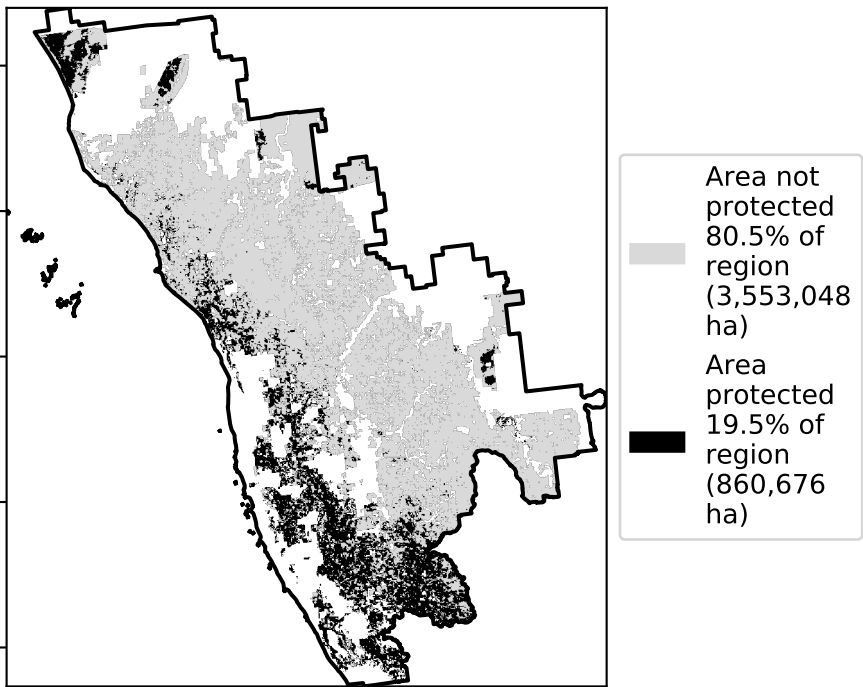 Area not
protected
80.5% of
region
(3,553,048
ha)
Area
protected
19.5% of
region
(860,676
ha)